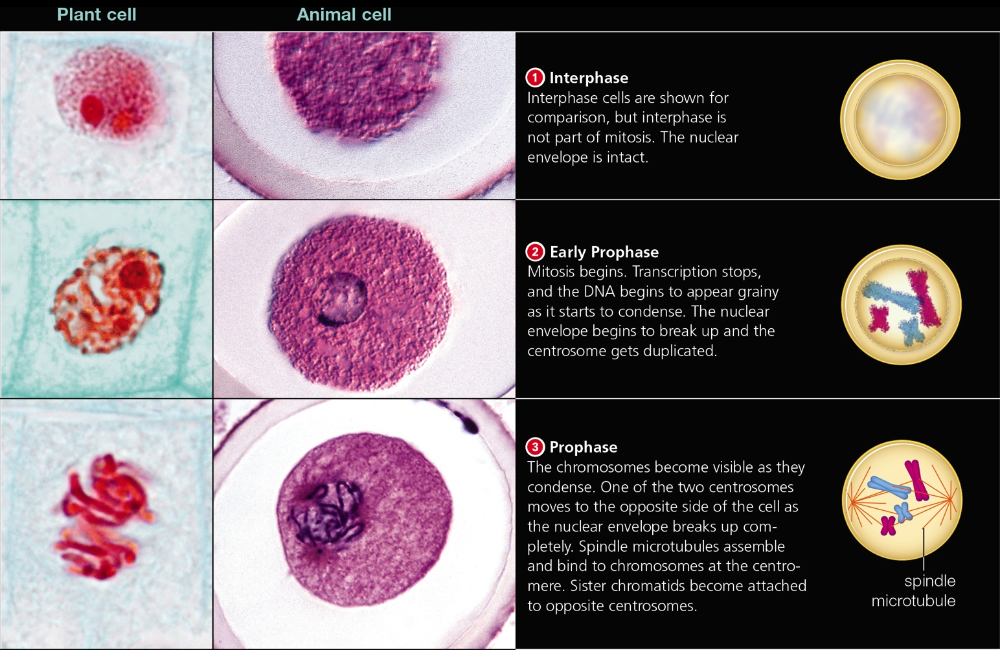 Plant cell
Animal cell
1 Interphase
Interphase cells are shown for
comparison, but interphase is
not part of mitosis. The nuclear
envelope is intact.
2 Early Prophase
Mitosis begins. Transcription stops,
and the DNA begins to appear grainy
as it starts to condense. The nuclear
envelope begins to break up and the
centrosome gets duplicated.
3 Prophase
The chromosomes become visible as they
condense. One of the two centrosomes
moves to the opposite side of the cell as
the nuclear envelope breaks up com-
pletely. Spindle microtubules assemble
and bind to chromosomes at the centro-
mere. Sister chromatids become attached
to opposite centrosomes.
spindle
microtubule